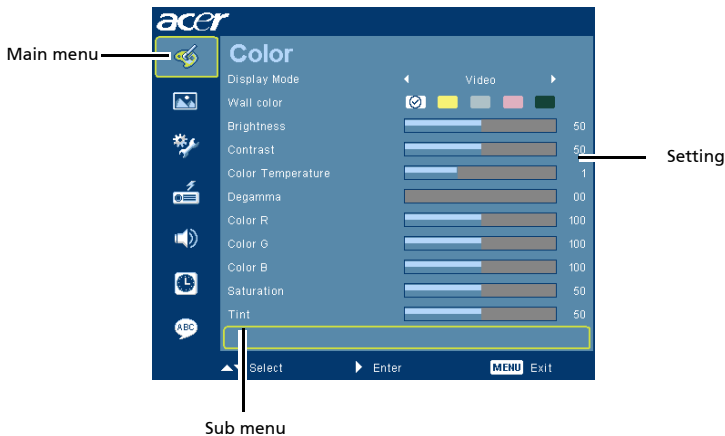 acer
Main menu
Color
Display Mode Video
Wall color
Brightness 50
Contrast 50
Setting
Color Temperature 1
Degamma 00
Color R 100
Color G 100
Color B 100
Saturation 50
Tint 50
ABC
Select Enter MENU Exit
Sub menu